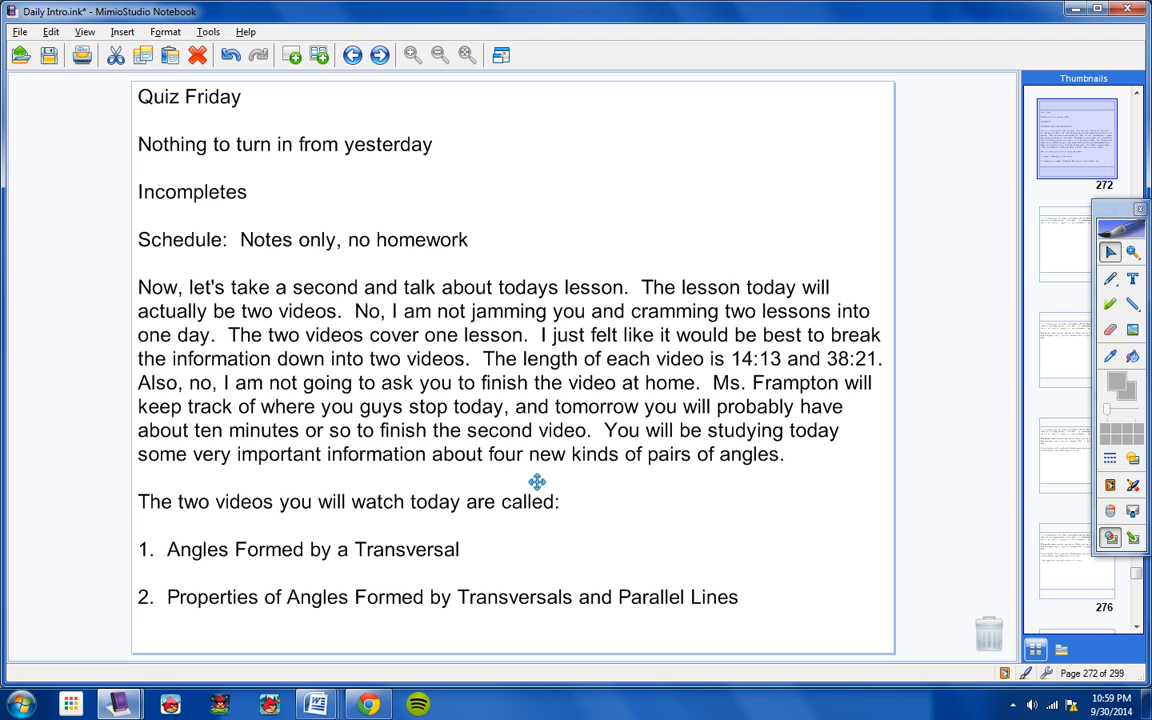 Daily Intro.ink* - MimioStudio Notebook
File Edit View Insert Format Tools Help
Thumbnails
Quiz Friday
Nothing to turn in from yesterday
Incompletes
Schedule:  Notes only, no homework
Now, let's take a second and talk about todays lesson.  The lesson today will
actually be two videos.  No, I am not jamming you and cramming two lessons into
one day.  The two videos cover one lesson.  I just felt like it would be best to break
the information down into two videos.  The length of each video is 14:13 and 38:21.
Also, no, I am not going to ask you to finish the video at home.  Ms. Frampton will
keep track of where you guys stop today, and tomorrow you will probably have
about ten minutes or so to finish the second video.  You will be studying today
some very important information about four new kinds of pairs of angles.
The two videos you will watch today are called:
1.  Angles Formed by a Transversal
2.  Properties of Angles Formed by Transversals and Parallel Lines
272
276
Page 272 of 299
10:59 PM
9/30/2014